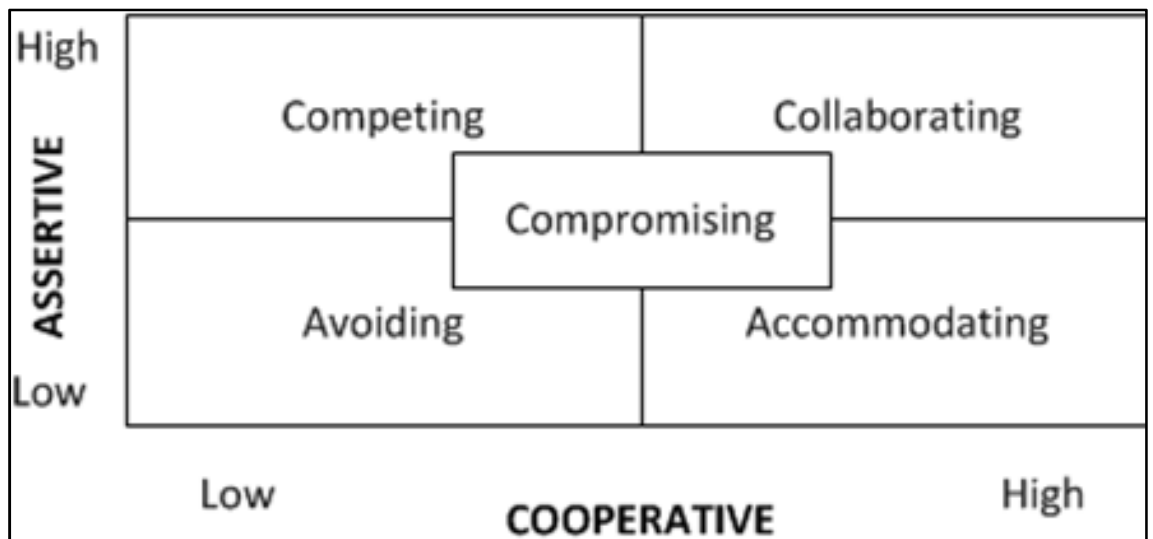 High
Competing
Collaborating
ASSERTIVE
Compromising
Avoiding
Accommodating
Low
Low
High
COOPERATIVE